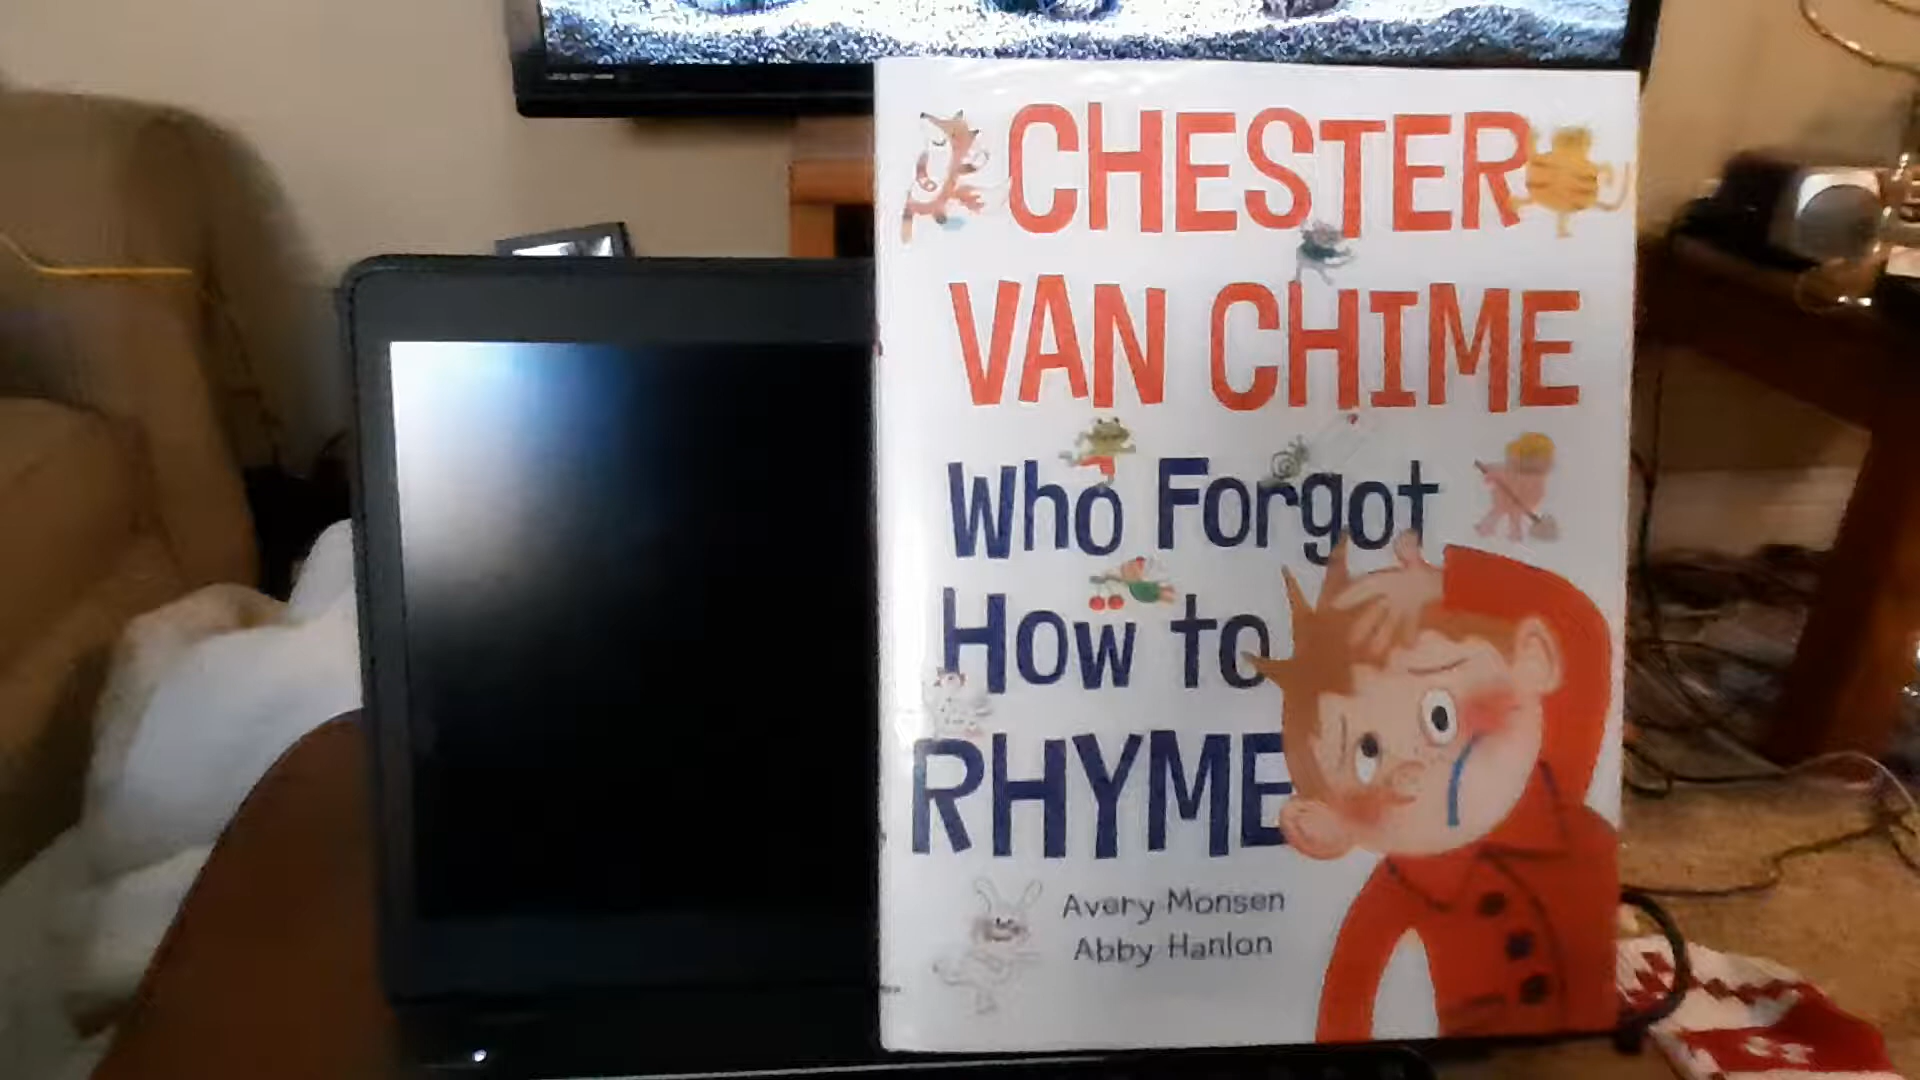 CHESTER
VAN CHIME
Who Forgot
How to
RHYME
Avery Monsen
Abby Hanlon